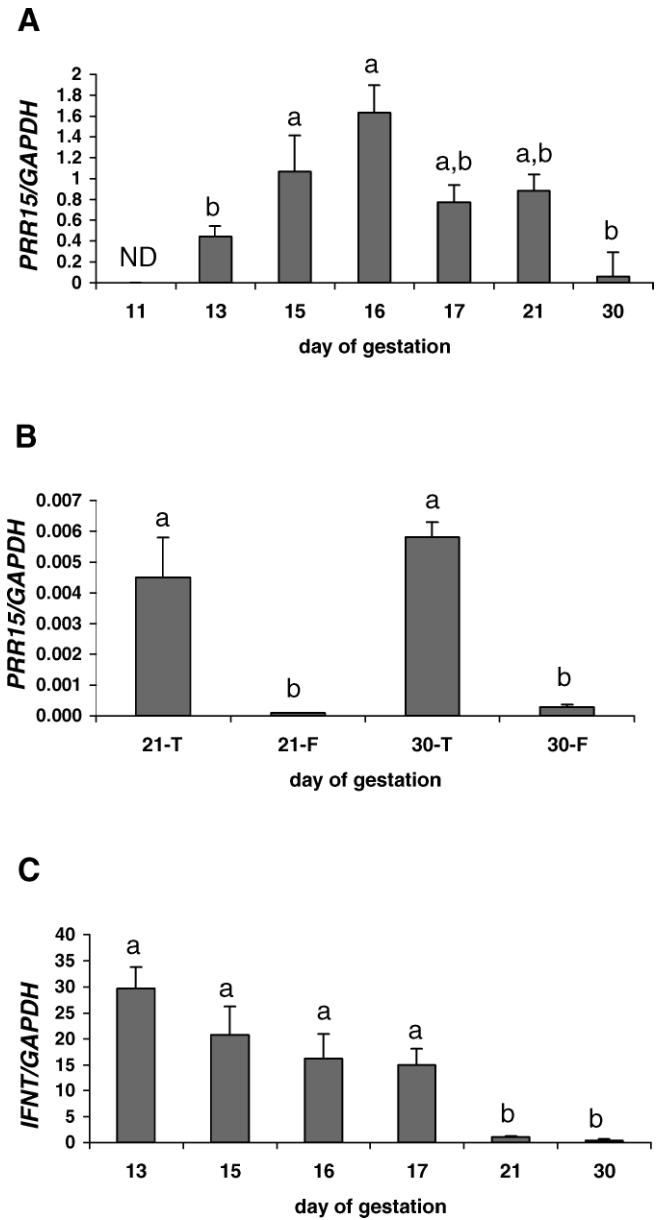 A
PRR15/GAPDH
2
1.8
1.6
1.4
1.2
1
0.8
0.6
0.4
0.2
0
ND
b
a
a
a,b
a,b
b
11 13 15 16 17 21 30
day of gestation
B
PRR15/GAPDH
0.007
0.006
0.005
0.004
0.003
0.002
0.001
0.000
a
b
a
b
21-T 21-F 30-T 30-F
day of gestation
C
IFNT/GAPDH
40
35
30
25
20
15
10
5
0
a
a
a
a
b
b
13 15 16 17 21 30
day of gestation